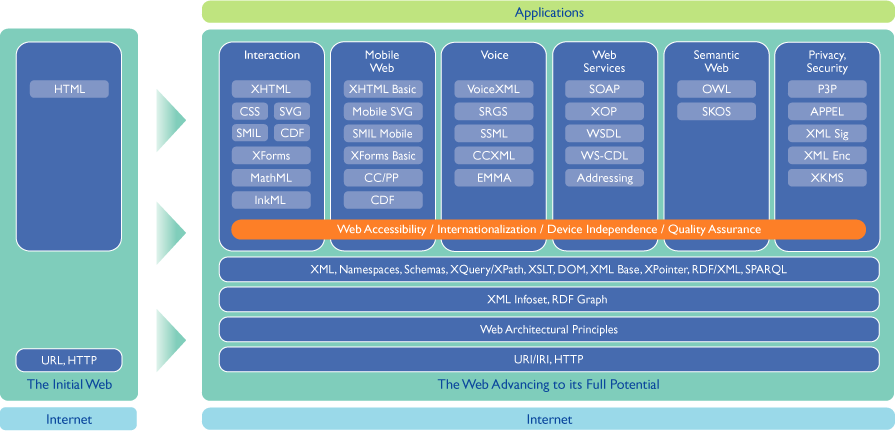 Applications
HTML
URL, HTTP
The Initial Web
Internet
Interaction
XHTML
CSS SVG
SMIL CDF
XForms
MathML
InkML
Mobile
Web
XHTML Basic
Mobile SVG
SMIL Mobile
XForms Basic
CC/PP
CDF
Voice
VoiceXML
SRGS
SSML
CCXML
EMMA
Web
Services
SOAP
XOP
WSDL
WS-CDL
Addressing
Semantic
Web
OWL
SKOS
Privacy,
Security
P3P
APPEL
XML Sig
XML Enc
XKMS
Web Accessibility / Internationalization / Device Independence / Quality Assurance
XML, Namespaces, Schemas, XQuery/XPath, XSLT, DOM, XML Base, XPointer, RDF/XML, SPARQL
XML Infoset, RDF Graph
Web Architectural Principles
URI/IRI, HTTP
The Web Advancing to its Full Potential
Internet